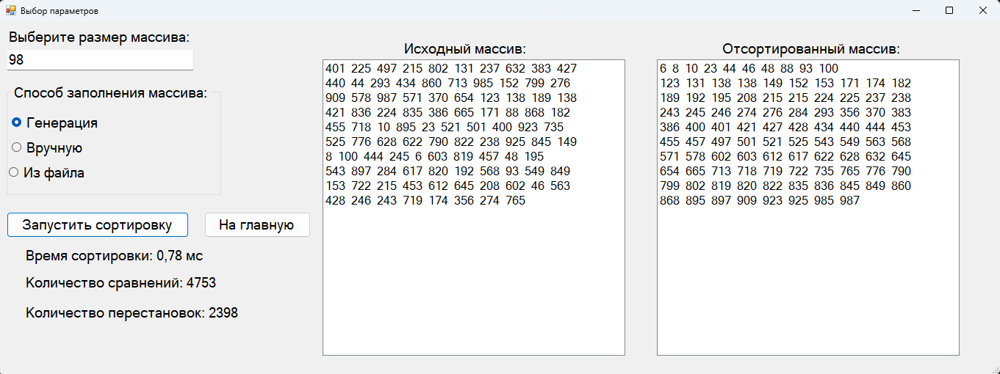 Выбор параметров
Выберите размер массива:
98
Способ заполнения массива:
Генерация
Вручную
Из файла
Запустить сортировку На главную
Время сортировки: 0,78 мс
Количество сравнений: 4753
Количество перестановок: 2398
Исходный массив:
401 225 497 215 802 131 237 632 383 427
440 44 293 434 860 713 985 152 799 276
909 578 987 571 370 654 123 138 189 138
421 836 224 835 386 665 171 88 868 182
455 718 10 895 23 521 501 400 923 735
525 776 628 622 790 822 238 925 845 149
8 100 444 245 6 603 819 457 48 195
543 897 284 617 820 192 568 93 549 849
153 722 215 453 612 645 208 602 46 563
428 246 243 719 174 356 274 765
Отсортированный массив:
6 8 10 23 44 46 48 88 93 100
123 131 138 138 149 152 153 171 174 182
189 192 195 208 215 215 224 225 237 238
243 245 246 274 276 284 293 356 370 383
386 400 401 421 427 428 434 440 444 453
455 457 497 501 521 525 543 549 563 568
571 578 602 603 612 617 622 628 632 645
654 665 713 718 719 722 735 765 776 790
799 802 819 820 822 835 836 845 849 860
868 895 897 909 923 925 985 987